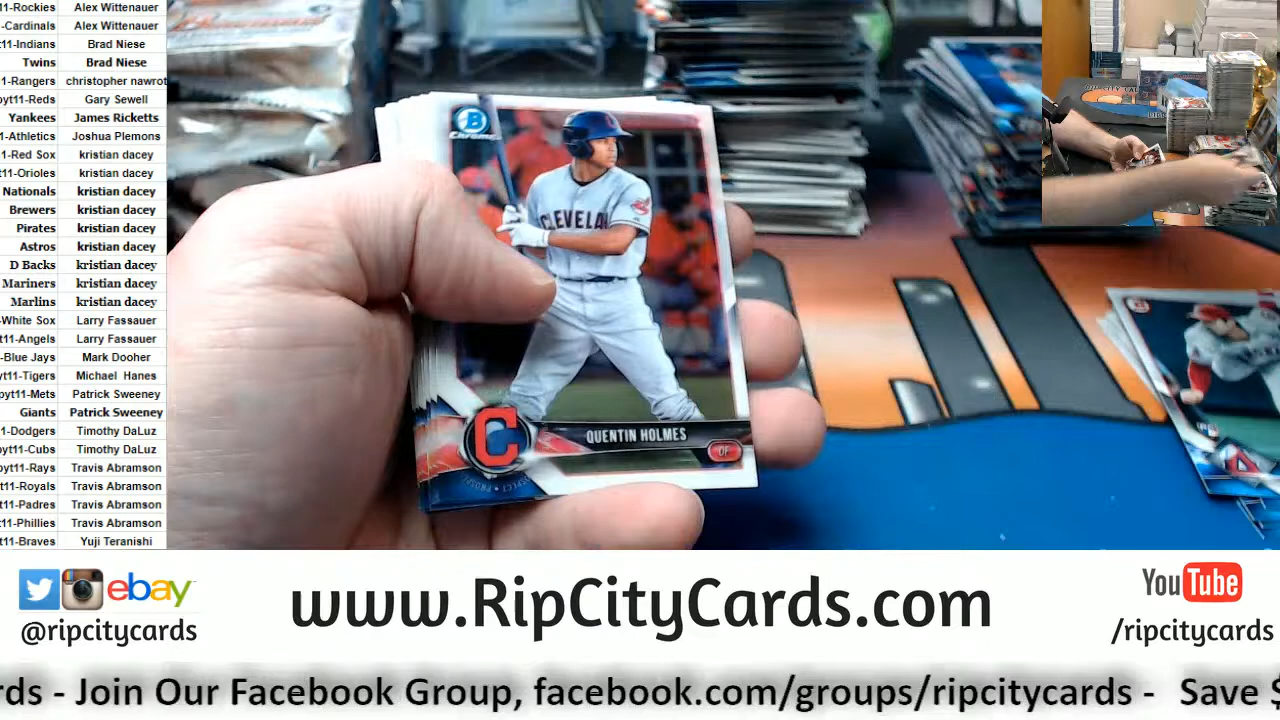 11-Rockies Alex Wittenauer
-Cardinals Alex Wittenauer
t11-Indians Brad Niese
Twins Brad Niese
1-Rangers christopher nawrot
pyt11-Reds Gary Sewell
Yankees James Ricketts
1-Athletics Joshua Plemons
1-Red Sox kristian dacey
t11-Orioles kristian dacey
Nationals kristian dacey
Brewers kristian dacey
Pirates kristian dacey
Astros kristian dacey
D Backs kristian dacey
Mariners kristian dacey
Marlins kristian dacey
-White Sox Larry Fassauer
t11-Angels Larry Fassauer
-Blue Jays Mark Dooher
yt11-Tigers Michael Hanes
pyt11-Mets Patrick Sweeney
Giants Patrick Sweeney
1-Dodgers Timothy DaLuz
t11-Cubs Timothy DaLuz
pyt11-Rays Travis Abramson
t11-Royals Travis Abramson
t11-Padres Travis Abramson
t11-Phillies Travis Abramson
t11-Braves Yuji Teranishi
B
Chrome
CLEVELA
C
QUENTIN HOLMES
OF
ebay
@ripcitycards
www.RipCityCards.com
YouTube
/ripcitycards
rds - Join Our Facebook Group, facebook.com/groups/ripcitycards - Save $